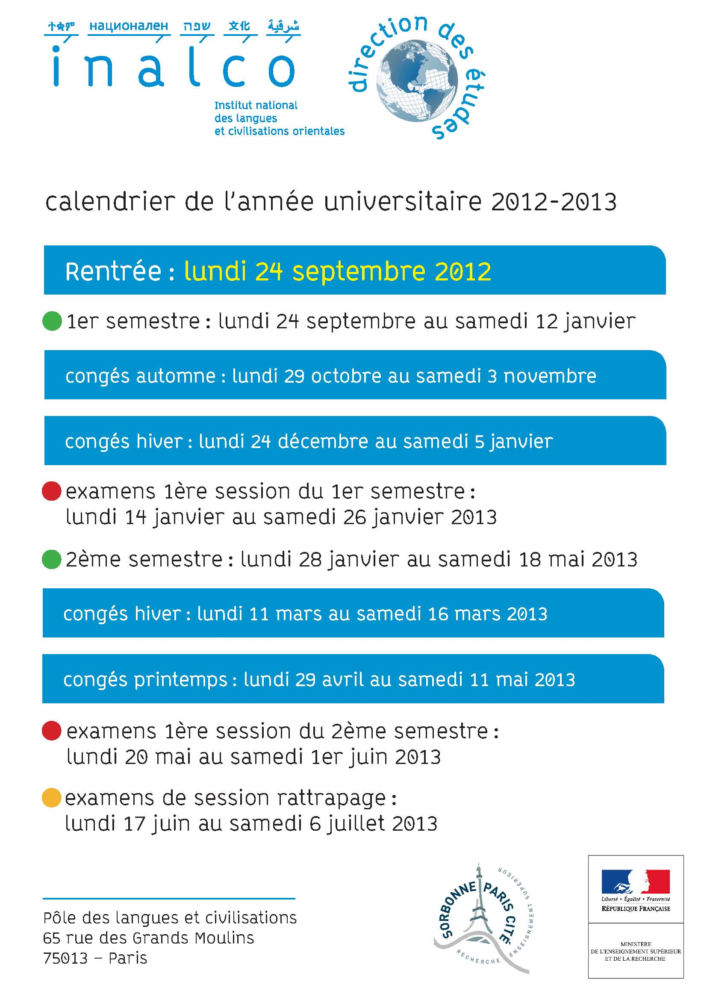 ተቋም национален שפה 文化 شرقية
inalco
Institut national
des langues
et civilisations orientales
direction des études
calendrier de l'année universitaire 2012-2013
Rentrée : lundi 24 septembre 2012
1er semestre : lundi 24 septembre au samedi 12 janvier
congés automne : lundi 29 octobre au samedi 3 novembre
congés hiver : lundi 24 décembre au samedi 5 janvier
examens 1ère session du 1er semestre :
lundi 14 janvier au samedi 26 janvier 2013
2ème semestre : lundi 28 janvier au samedi 18 mai 2013
congés hiver : lundi 11 mars au samedi 16 mars 2013
congés printemps : lundi 29 avril au samedi 11 mai 2013
examens 1ère session du 2ème semestre :
lundi 20 mai au samedi 1er juin 2013
examens de session rattrapage :
lundi 17 juin au samedi 6 juillet 2013
Pôle des langues et civilisations
65 rue des Grands Moulins
75013 – Paris
SORBONNE PARIS CITÉ
RECHERCHE ENSEIGNEMENT SUPÉRIEUR
Liberté • Égalité • Fraternité
RÉPUBLIQUE FRANÇAISE
MINISTÈRE
DE L'ENSEIGNEMENT SUPÉRIEUR
ET DE LA RECHERCHE